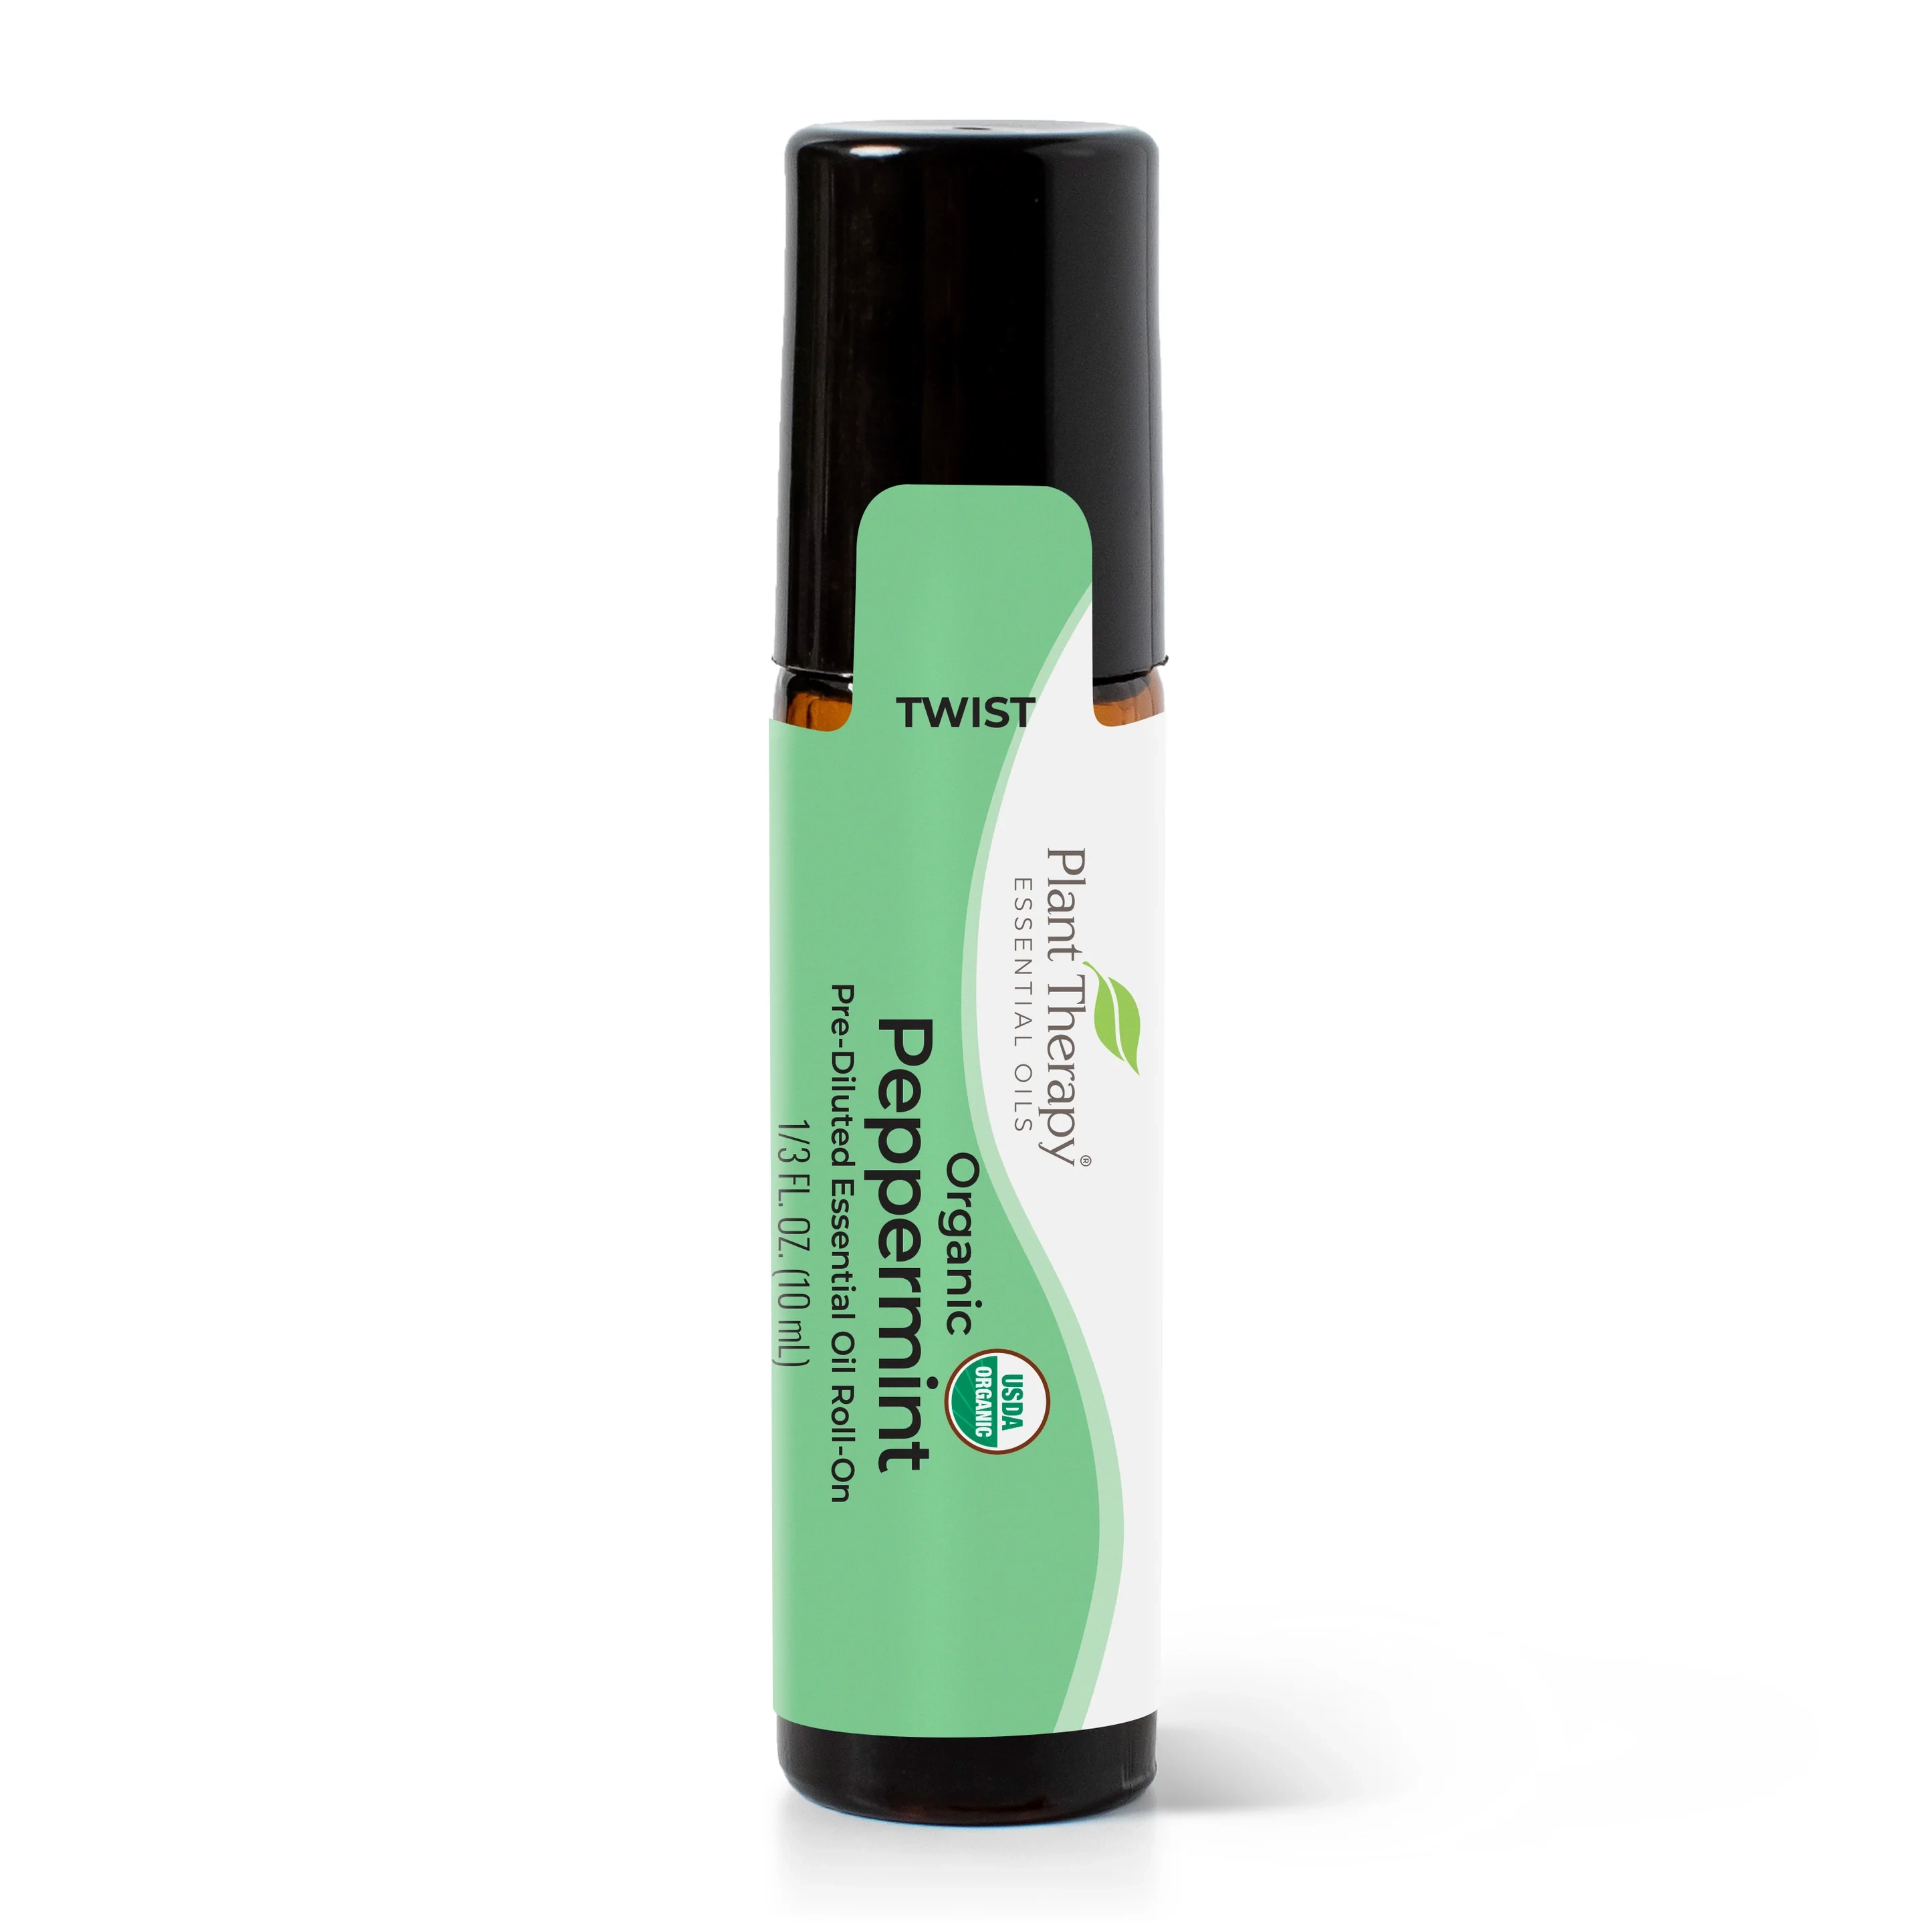 TWIST
Plant Therapy®
ESSENTIAL OILS
Organic
USDA
ORGANIC
Peppermint
Pre-Diluted Essential Oil Roll-On
1/3 FL. OZ. (10 mL)